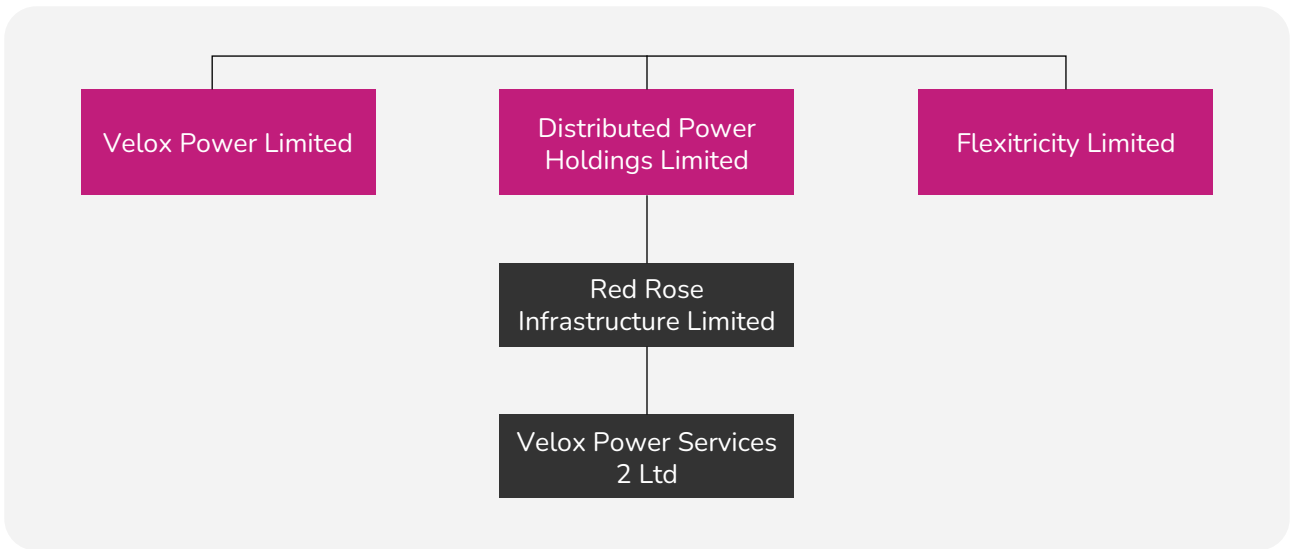 Velox Power Limited
Distributed Power
Holdings Limited
Flexitricity Limited
Red Rose
Infrastructure Limited
Velox Power Services
2 Ltd